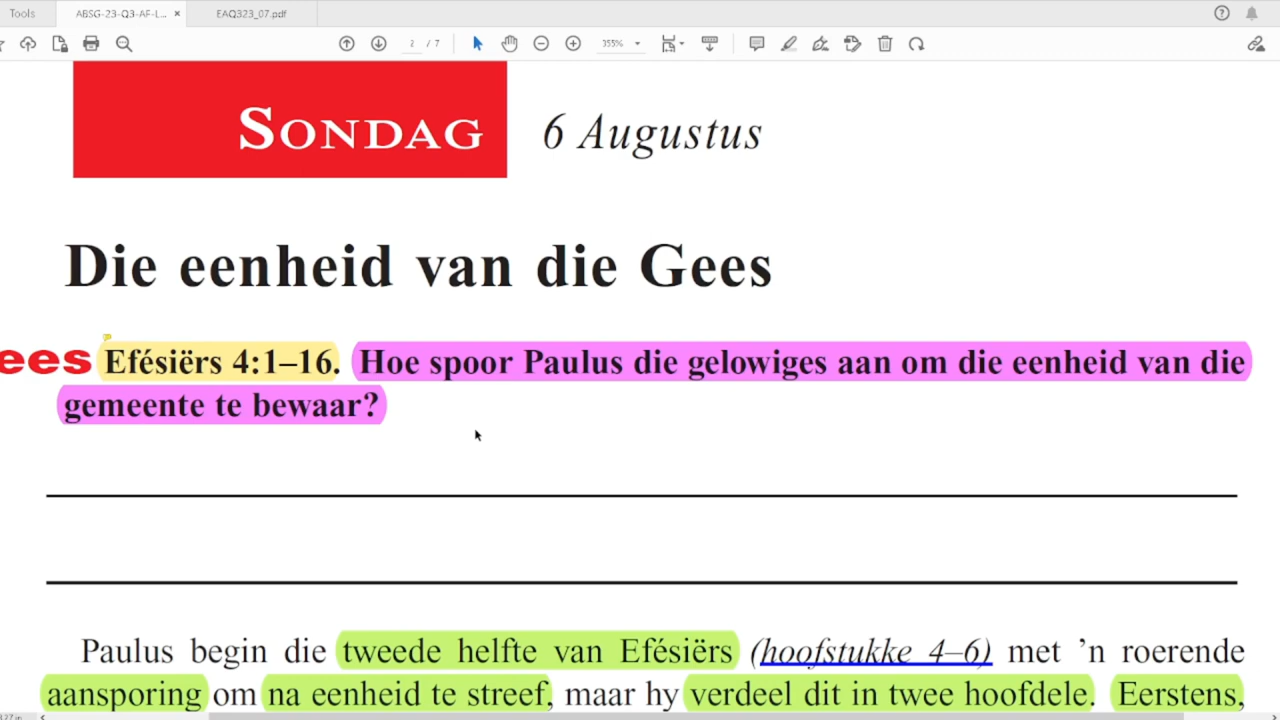 Tools
ABSG-23-Q3-AF-L... ×
EAQ323_07.pdf
2 / 7
355%
SONDAG
6 Augustus
Die eenheid van die Gees
ees Efésiërs 4:1–16. Hoe spoor Paulus die gelowiges aan om die eenheid van die
gemeente te bewaar?
Paulus begin die tweede helfte van Efésiërs (hoofstukke 4–6) met ’n roerende
aansporing om na eenheid te streef, maar hy verdeel dit in twee hoofdele. Eerstens,